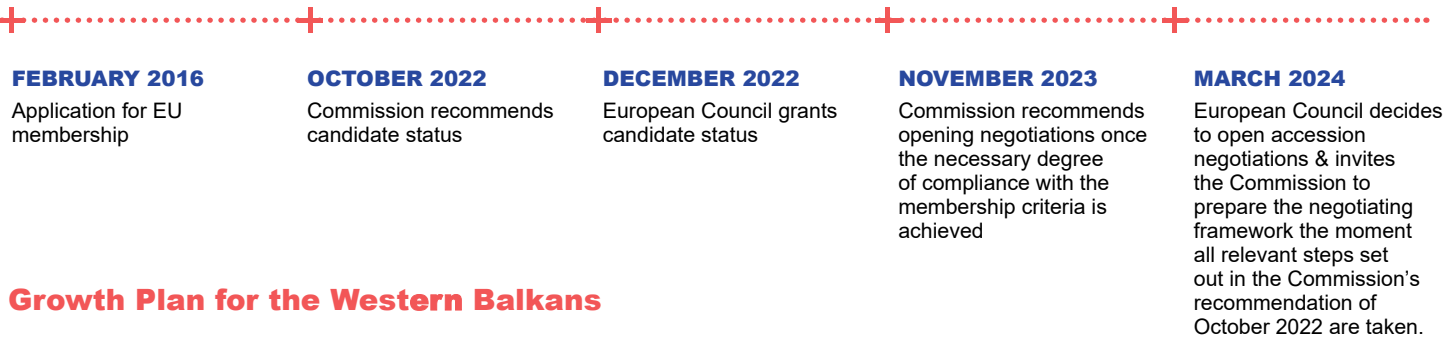 FEBRUARY 2016
Application for EU
membership
OCTOBER 2022
Commission recommends
candidate status
DECEMBER 2022
European Council grants
candidate status
NOVEMBER 2023
Commission recommends
opening negotiations once
the necessary degree
of compliance with the
membership criteria is
achieved
MARCH 2024
European Council decides
to open accession
negotiations & invites
the Commission to
prepare the negotiating
framework the moment
all relevant steps set
out in the Commission’s
recommendation of
October 2022 are taken.
Growth Plan for the Western Balkans